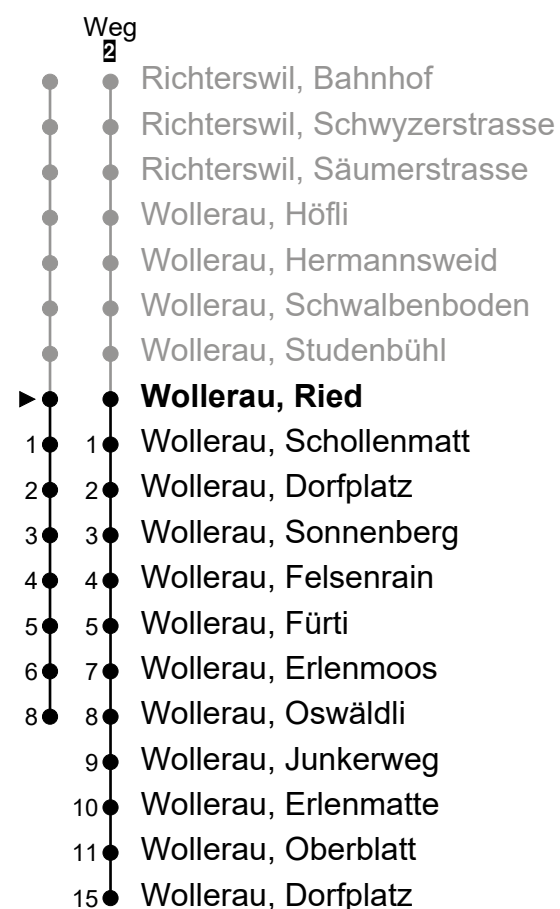 Weg
2
Richterswil, Bahnhof
Richterswil, Schwyzerstrasse
Richterswil, Säumerstrasse
Wollerau, Höfli
Wollerau, Hermannsweid
Wollerau, Schwalbenboden
Wollerau, Studenbühl
Wollerau, Ried
1 1 Wollerau, Schollenmatt
2 2 Wollerau, Dorfplatz
3 3 Wollerau, Sonnenberg
4 4 Wollerau, Felsenrain
5 5 Wollerau, Fürti
6 7 Wollerau, Erlenmoos
8 8 Wollerau, Oswäldli
9 Wollerau, Junkerweg
10 Wollerau, Erlenmatte
11 Wollerau, Oberblatt
15 Wollerau, Dorfplatz